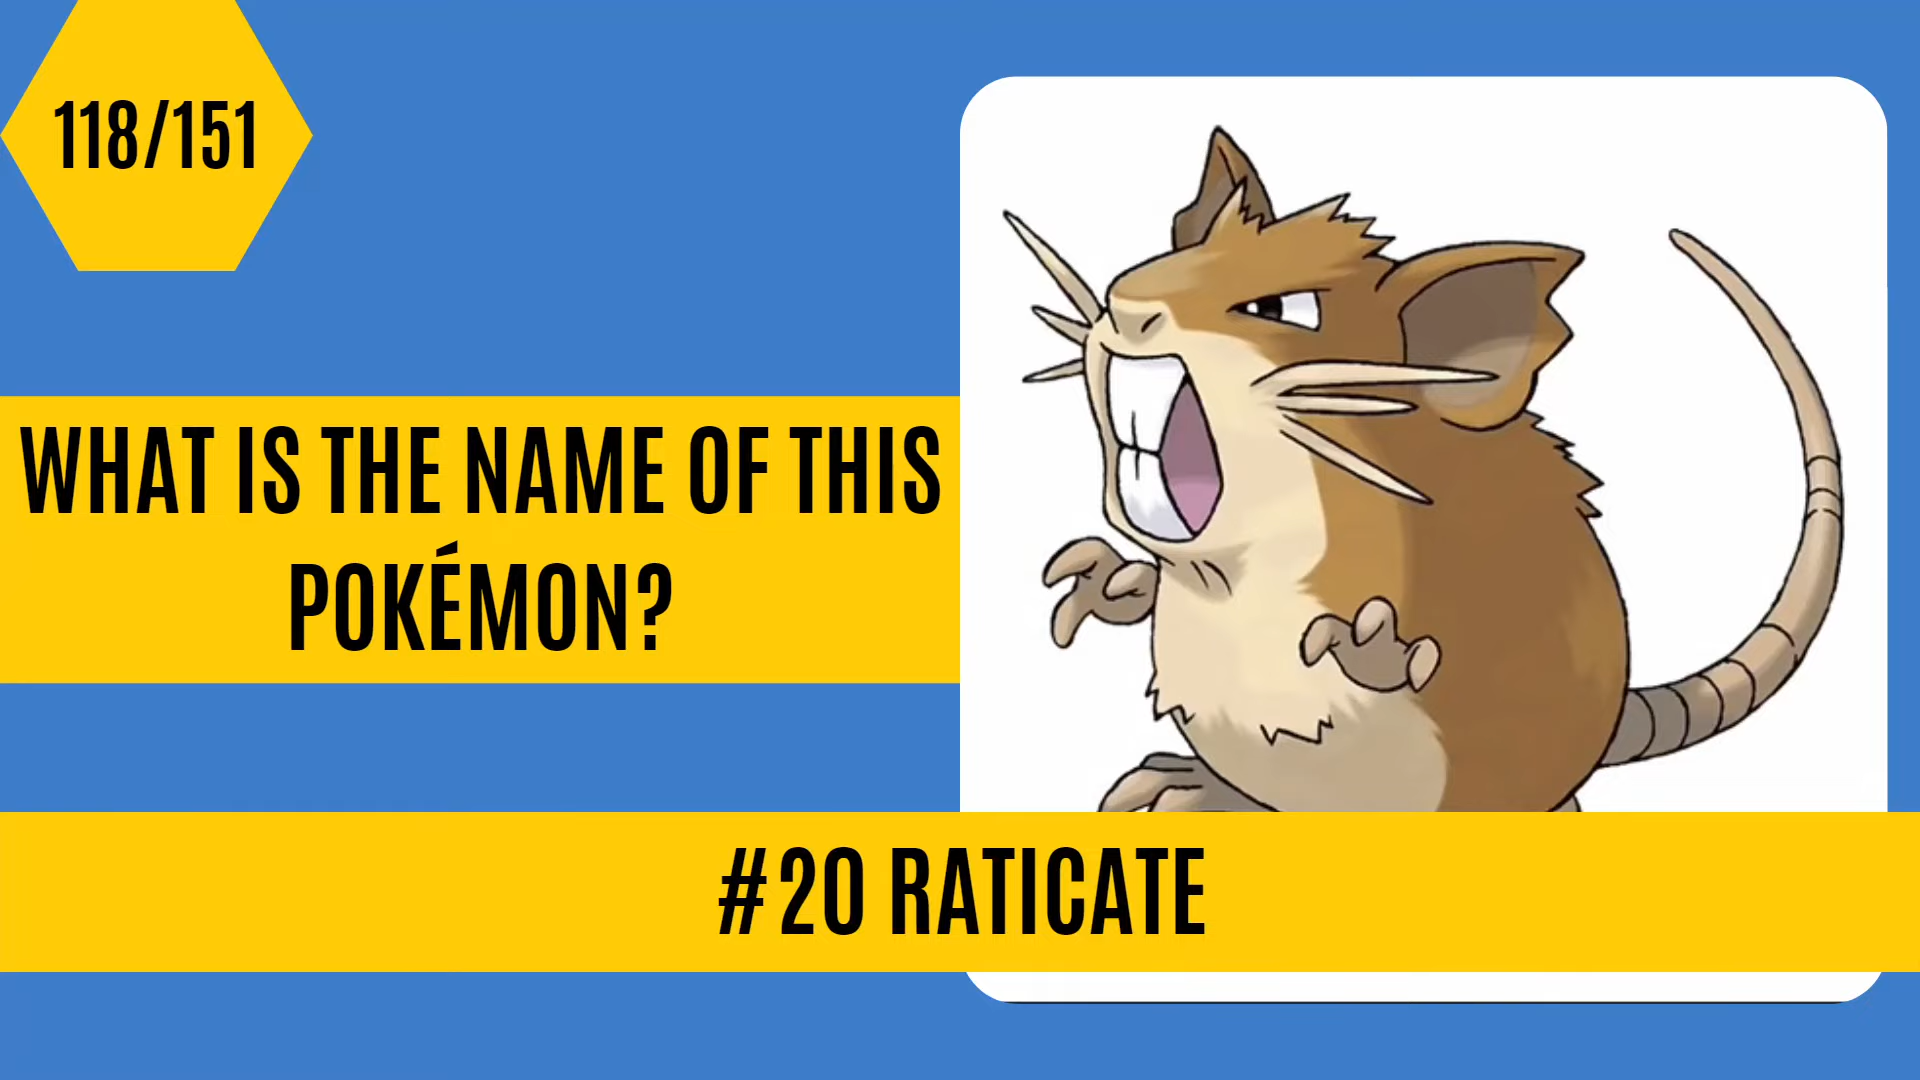 118/151
WHAT IS THE NAME OF THIS
POKÉMON?
#20 RATICATE